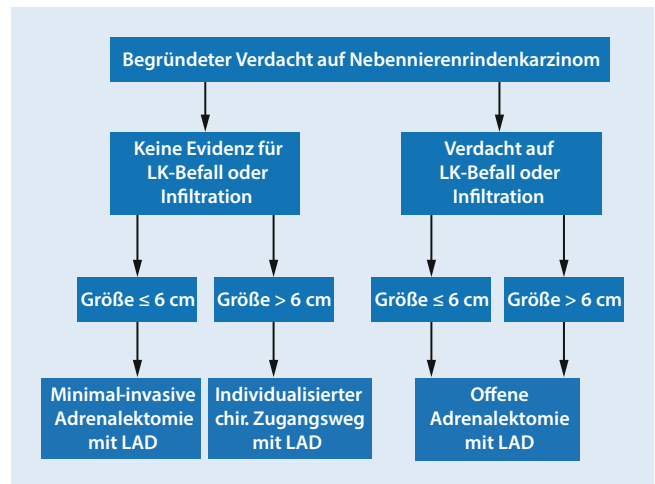 Begründeter Verdacht auf Nebennierenrindenkarzinom
Keine Evidenz für
LK-Befall oder
Infiltration
Verdacht auf
LK-Befall oder
Infiltration
Größe ≤ 6 cm
Größe > 6 cm
Größe ≤ 6 cm
Größe > 6 cm
Minimal-invasive
Adrenalektomie
mit LAD
Individualisierter
chir. Zugangsweg
mit LAD
Offene
Adrenalektomie
mit LAD